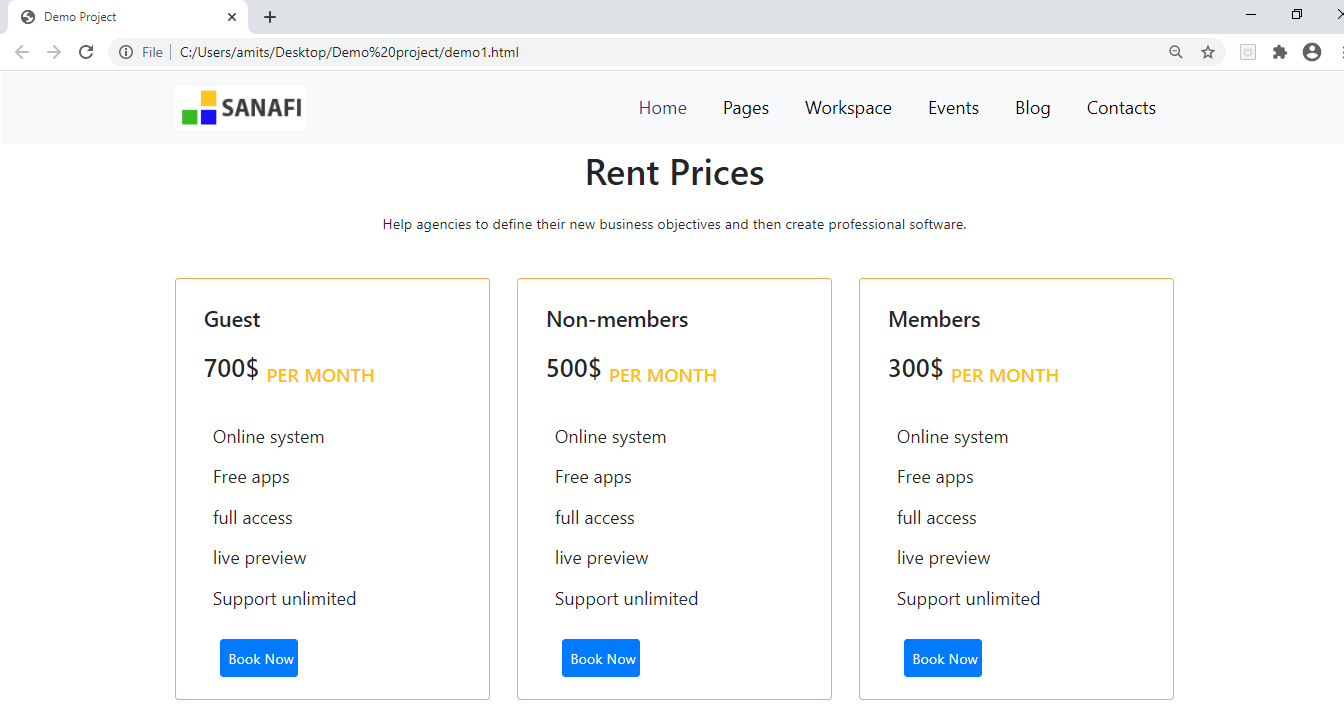 Demo Project
File C:/Users/amits/Desktop/Demo%20project/demo1.html
SANAFI
Home Pages Workspace Events Blog Contacts
Rent Prices
Help agencies to define their new business objectives and then create professional software.
Guest
700$ PER MONTH
Online system
Free apps
full access
live preview
Support unlimited
Book Now
Non-members
500$ PER MONTH
Online system
Free apps
full access
live preview
Support unlimited
Book Now
Members
300$ PER MONTH
Online system
Free apps
full access
live preview
Support unlimited
Book Now